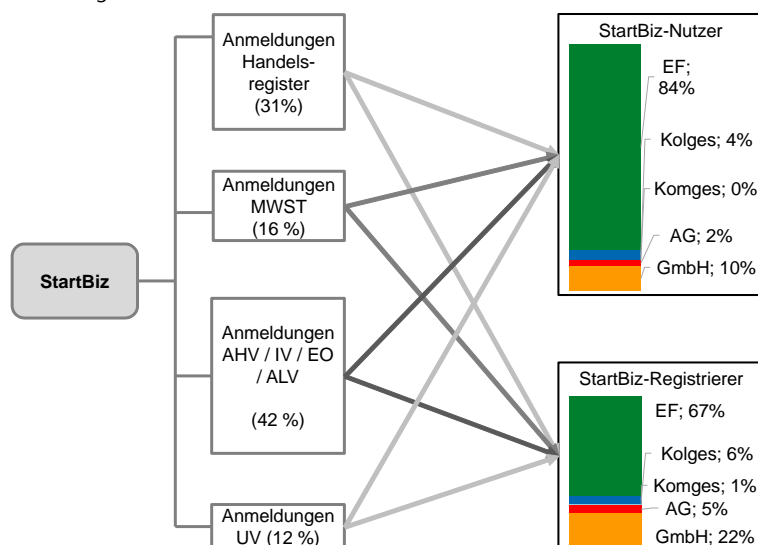 StartBiz
Anmeldungen
Handels-
register
(31%)
Anmeldungen
MWST
(16 %)
Anmeldungen
AHV / IV / EO
/ ALV
(42 %)
Anmeldungen
UV (12 %)
StartBiz-Nutzer
EF;
84%
Kolges; 4%
Komges; 0%
AG; 2%
GmbH; 10%
StartBiz-Registrierer
EF; 67%
Kolges; 6%
Komges; 1%
AG; 5%
GmbH; 22%